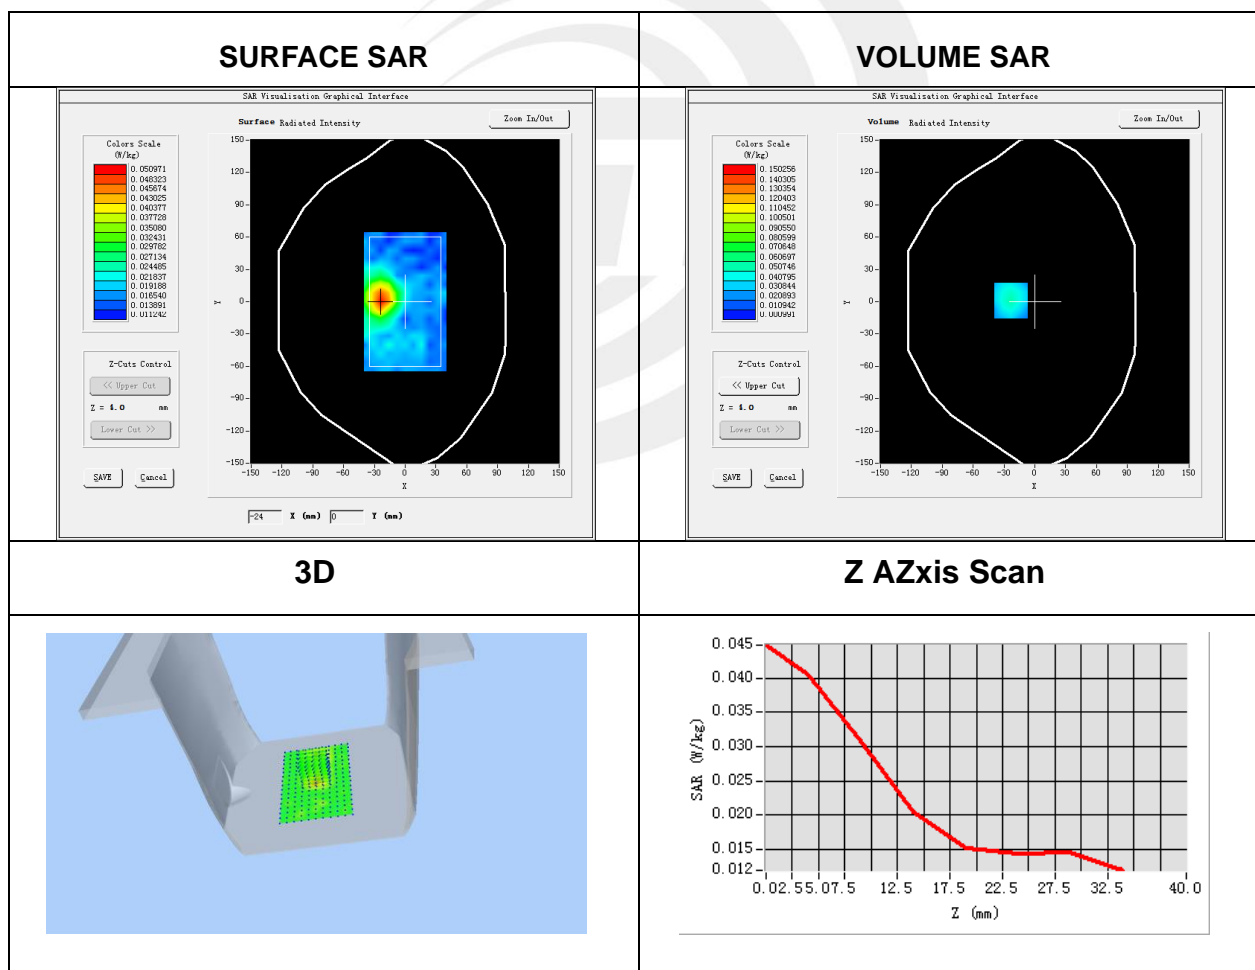 SURFACE SAR
VOLUME SAR
SAR Visualisation Graphical Interface
Surface Radiated Intensity
Zoom In/Out
Colors Scale
(W/kg)
0.050971
0.048323
0.045674
0.043025
0.040377
0.037728
0.035080
0.032431
0.029782
0.027134
0.024485
0.021837
0.019188
0.016540
0.013891
0.011242
Z-Cuts Control
<< Upper Cut
Z = 4.0 mm
Lower Cut >>
SAVE Cancel
150
120
90
60
30
0
-30
-60
-90
-120
-150
Y
-150 -120 -90 -60 -30 0 30 60 90 120 150
X
-24 X (mm) 0 Y (mm)
SAR Visualisation Graphical Interface
Volume Radiated Intensity
Zoom In/Out
Colors Scale
(W/kg)
0.150256
0.140305
0.130354
0.120403
0.110452
0.100501
0.090550
0.080599
0.070648
0.060697
0.050746
0.040795
0.030844
0.020893
0.010942
0.000991
Z-Cuts Control
<< Upper Cut
Z = 4.0 mm
Lower Cut >>
SAVE Cancel
150
120
90
60
30
0
-30
-60
-90
-120
-150
Y
-150 -120 -90 -60 -30 0 30 60 90 120 150
X
3D
Z AZxis Scan
0.045
0.040
0.035
0.030
0.025
0.020
0.015
0.012
SAR (W/kg)
0.0 2.5 5.0 7.5 12.5 17.5 22.5 27.5 32.5 40.0
Z (mm)